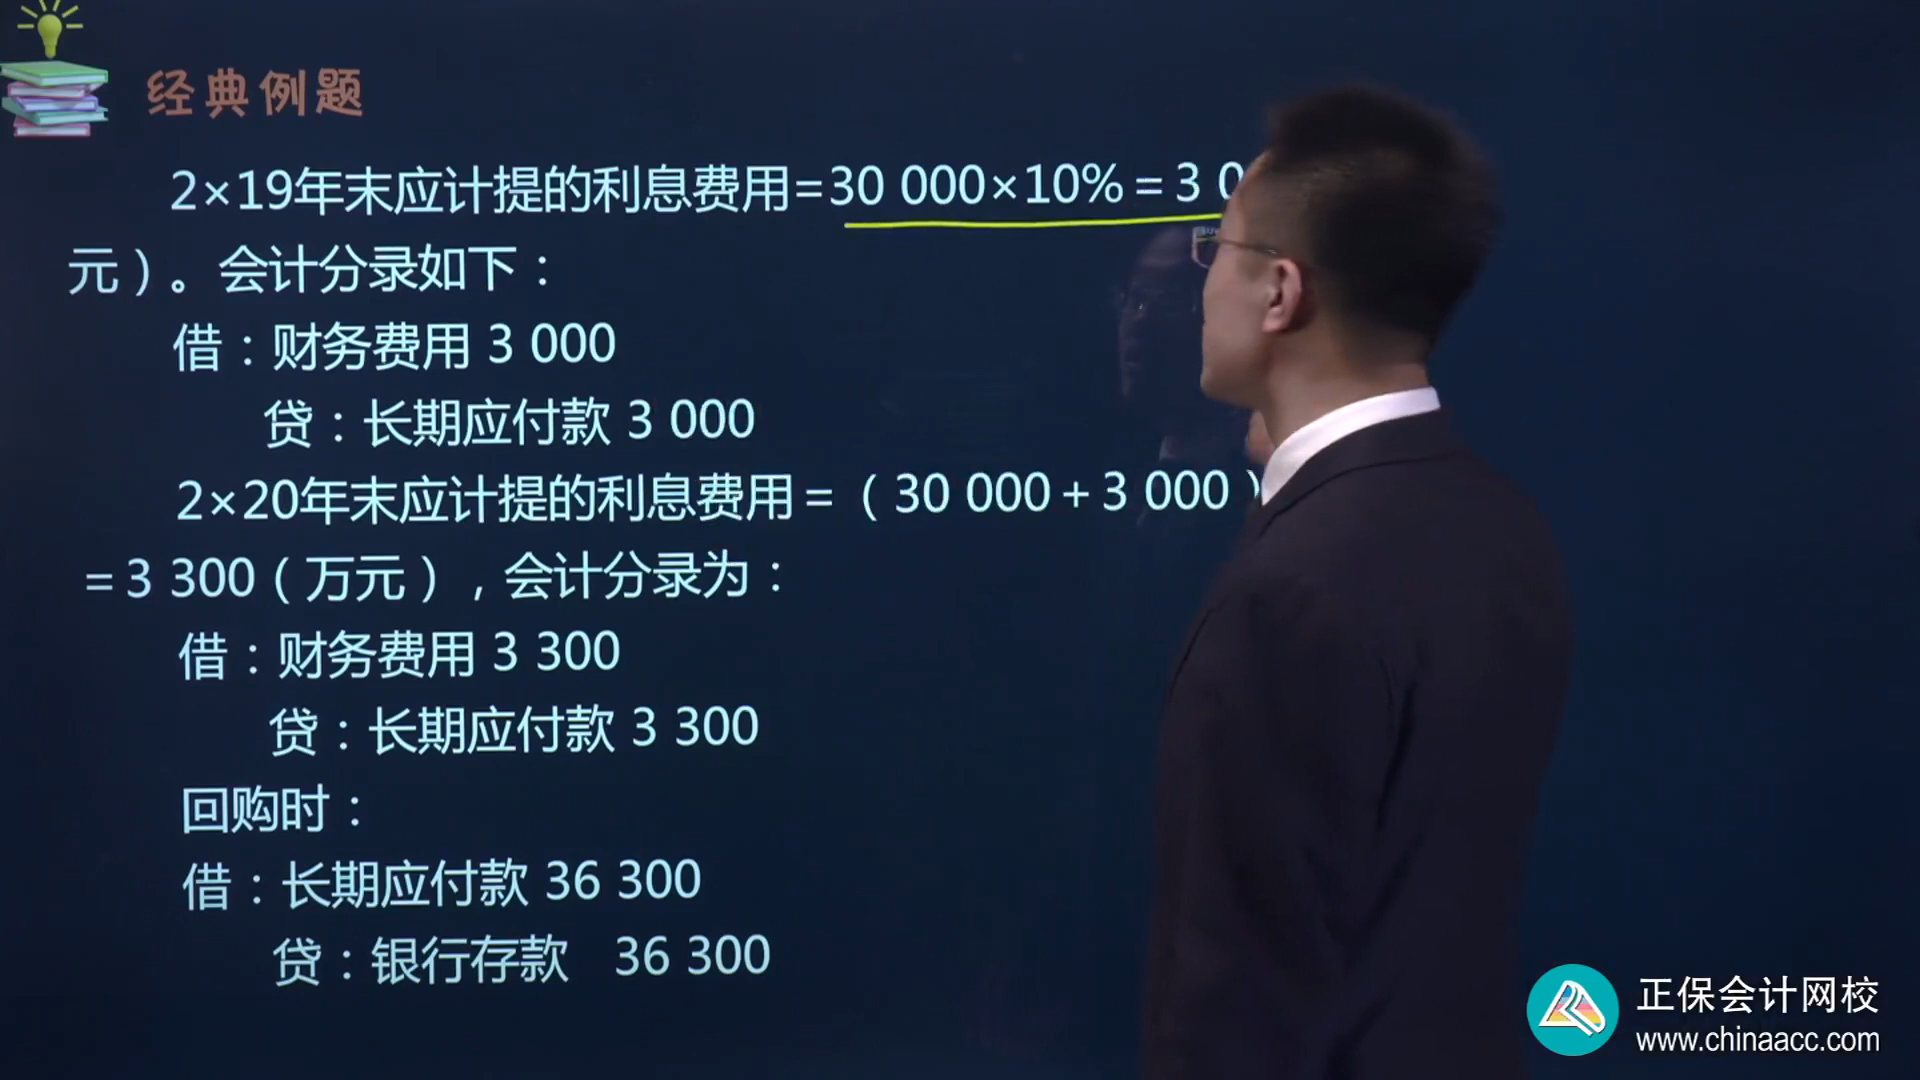 经典例题
2×19年末应计提的利息费用=30 000×10%＝3 0
元）。会计分录如下：
借：财务费用 3 000
贷：长期应付款 3 000
2×20年末应计提的利息费用＝（30 000＋3 000）
＝3 300（万元），会计分录为：
借：财务费用 3 300
贷：长期应付款 3 300
回购时：
借：长期应付款 36 300
贷：银行存款 36 300
正保会计网校
www.chinaacc.com